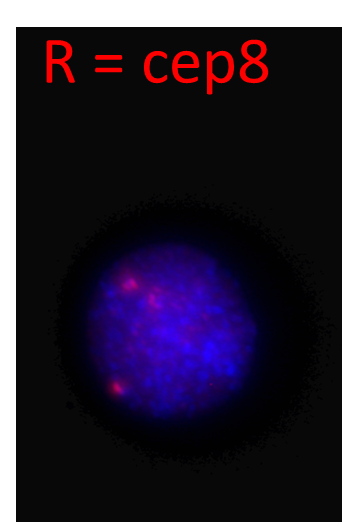 R = cep8